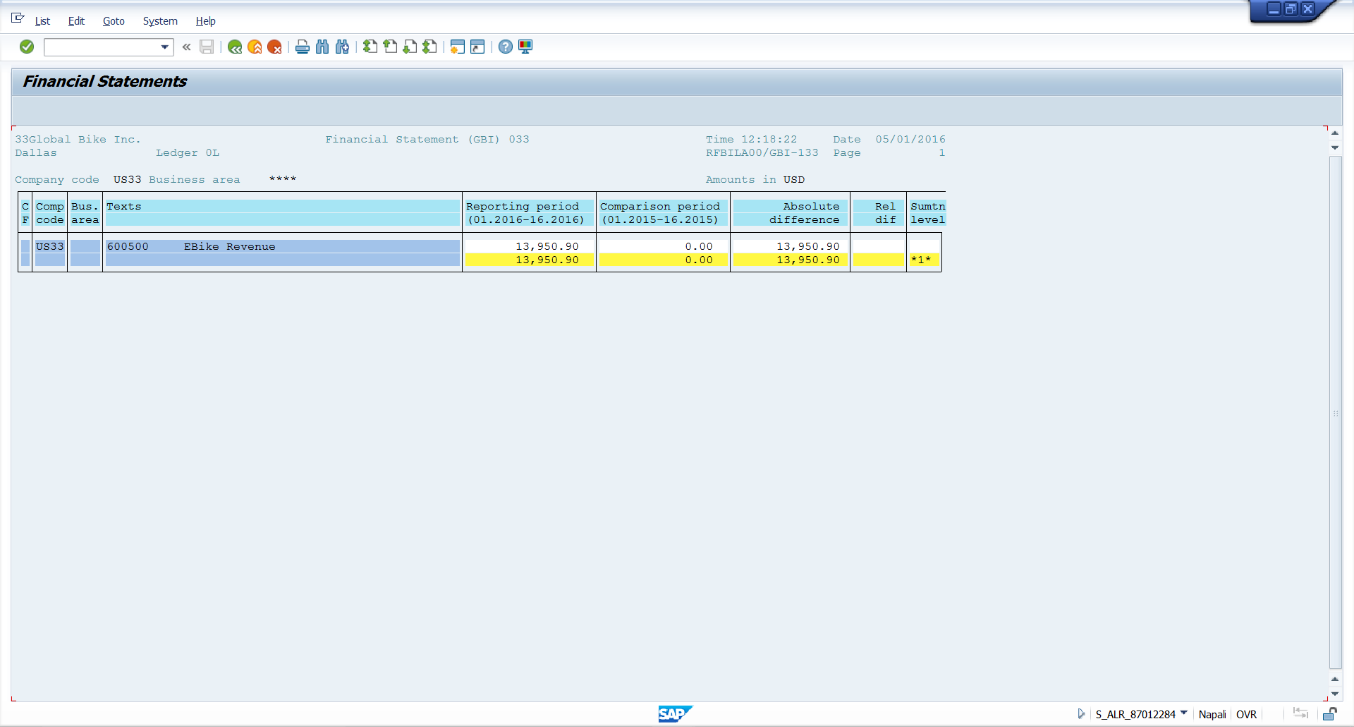 List Edit Goto System Help
Financial Statements
33Global Bike Inc. Financial Statement (GBI) 033 Time 12:18:22 Date 05/01/2016
Dallas Ledger 0L RFBILA00/GBI-133 Page 1
Company code US33 Business area **** Amounts in USD
C Comp Bus. Texts Reporting period Comparison period Absolute Rel Sumtn
F code area (01.2016-16.2016) (01.2015-16.2015) difference dif level
US33 600500 EBike Revenue 13,950.90 0.00 13,950.90
13,950.90 0.00 13,950.90 *1*
SAP S_ALR_87012284 Napali OVR